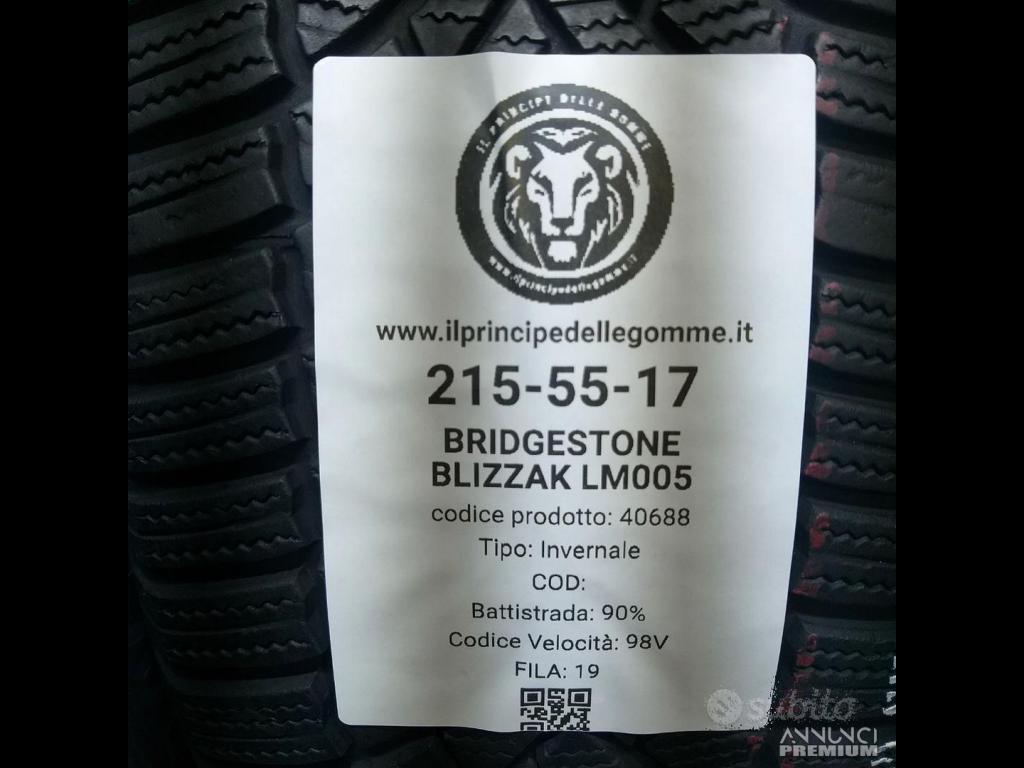 IL PRINCIPE DELLE GOMME
www.ilprincipedellegomme.it
www.ilprincipedellegomme.it
215-55-17
BRIDGESTONE
BLIZZAK LM005
codice prodotto: 40688
Tipo: Invernale
COD:
Battistrada: 90%
Codice Velocità: 98V
FILA: 19
subito
ANNUNCI
PREMIUM